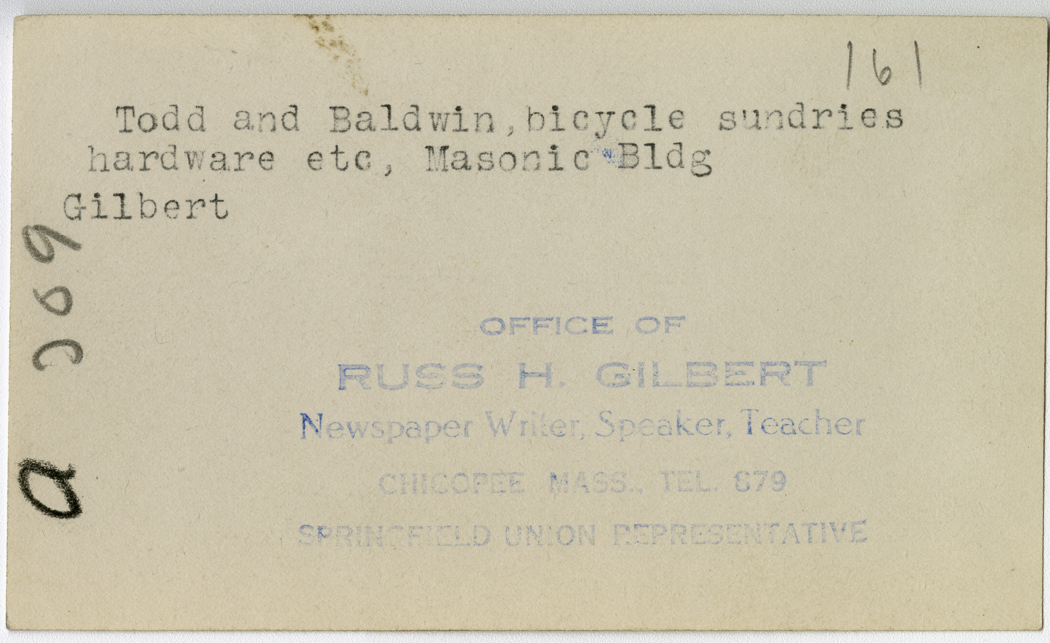 161
Todd and Baldwin, bicycle sundries
hardware etc, Masonic Bldg
Gilbert
OFFICE OF
RUSS H. GILBERT
Newspaper Writer, Speaker, Teacher
CHICOPEE MASS., TEL. 879
SPRINGFIELD UNION REPRESENTATIVE
a